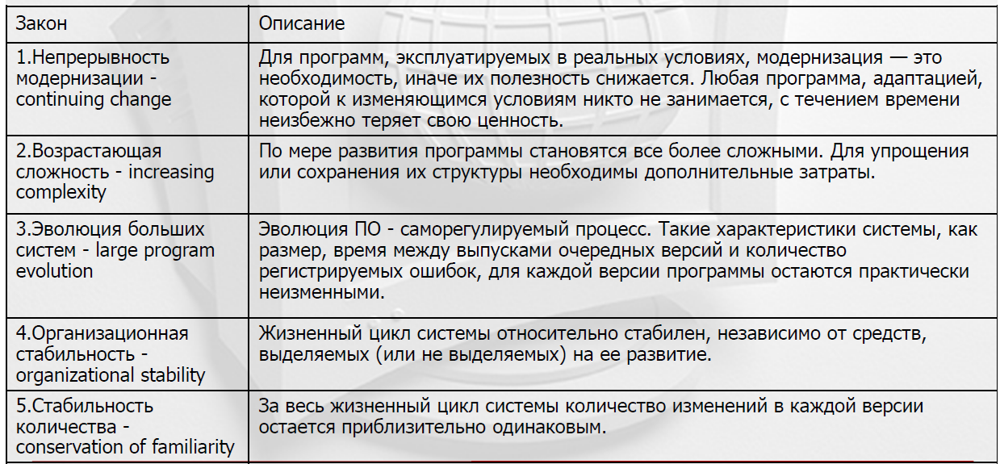 Закон
Описание
1.Непрерывность
модернизации -
continuing change
Для программ, эксплуатируемых в реальных условиях, модернизация — это
необходимость, иначе их полезность снижается. Любая программа, адаптацией,
которой к изменяющимся условиям никто не занимается, с течением времени
неизбежно теряет свою ценность.
2.Возрастающая
сложность - increasing
complexity
По мере развития программы становятся все более сложными. Для упрощения
или сохранения их структуры необходимы дополнительные затраты.
3.Эволюция больших
систем - large program
evolution
Эволюция ПО - саморегулируемый процесс. Такие характеристики системы, как
размер, время между выпусками очередных версий и количество
регистрируемых ошибок, для каждой версии программы остаются практически
неизменными.
4.Организационная
стабильность -
organizational stability
Жизненный цикл системы относительно стабилен, независимо от средств,
выделяемых (или не выделяемых) на ее развитие.
5.Стабильность
количества -
conservation of familiarity
За весь жизненный цикл системы количество изменений в каждой версии
остается приблизительно одинаковым.